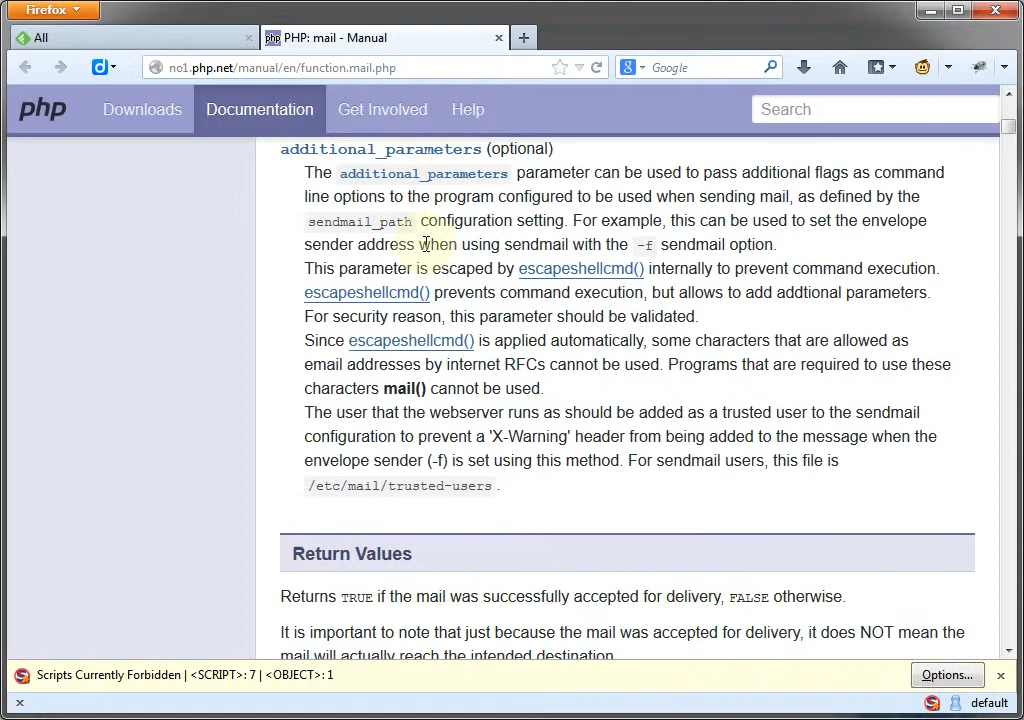 Firefox
All
php PHP: mail - Manual
no1.php.net/manual/en/function.mail.php
Google
php
Downloads
Documentation
Get Involved
Help
Search
additional_parameters (optional)
The additional_parameters parameter can be used to pass additional flags as command
line options to the program configured to be used when sending mail, as defined by the
sendmail_path configuration setting. For example, this can be used to set the envelope
sender address when using sendmail with the -f sendmail option.
This parameter is escaped by escapeshellcmd() internally to prevent command execution.
escapeshellcmd() prevents command execution, but allows to add addtional parameters.
For security reason, this parameter should be validated.
Since escapeshellcmd() is applied automatically, some characters that are allowed as
email addresses by internet RFCs cannot be used. Programs that are required to use these
characters mail() cannot be used.
The user that the webserver runs as should be added as a trusted user to the sendmail
configuration to prevent a 'X-Warning' header from being added to the message when the
envelope sender (-f) is set using this method. For sendmail users, this file is
/etc/mail/trusted-users.
Return Values
Returns TRUE if the mail was successfully accepted for delivery, FALSE otherwise.
It is important to note that just because the mail was accepted for delivery, it does NOT mean the
mail will actually reach the intended destination.
Scripts Currently Forbidden | <SCRIPT>: 7 | <OBJECT>: 1
Options...
default